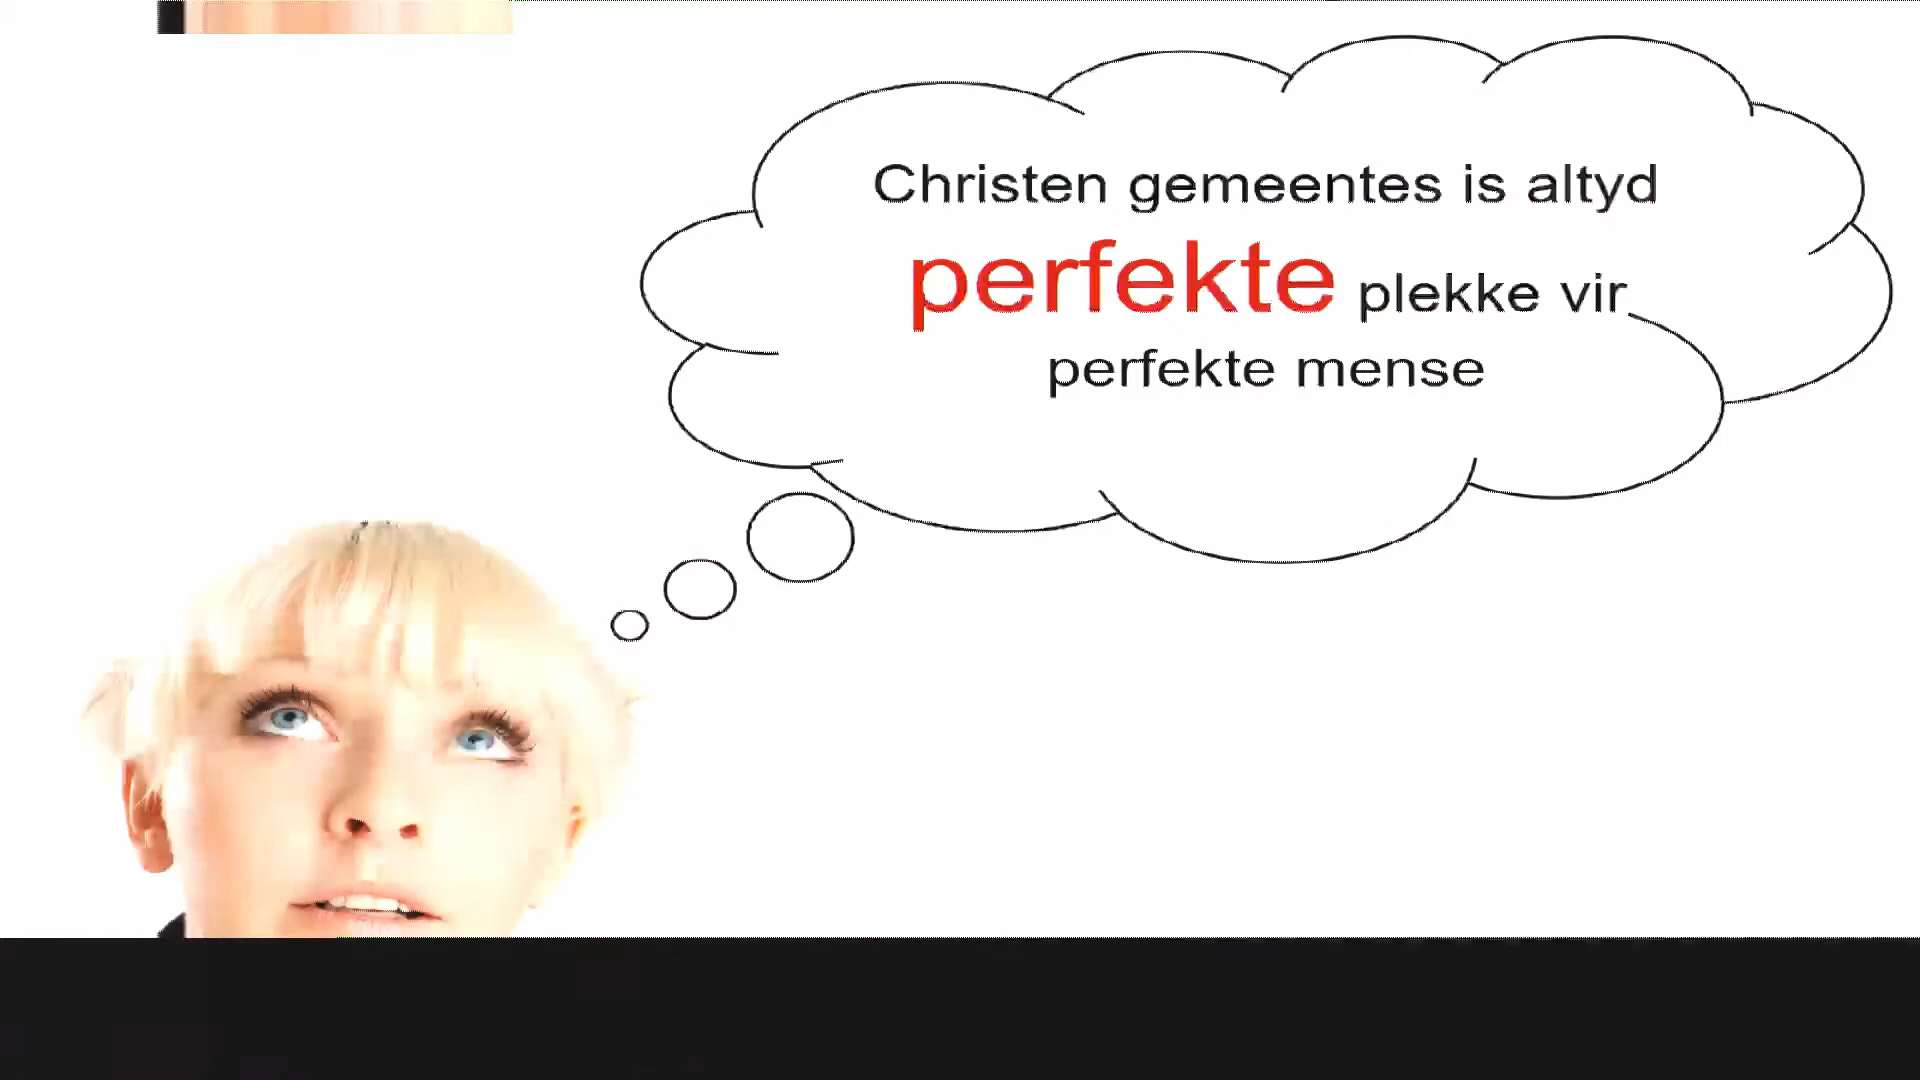 Christen gemeentes is altyd
perfekte plekke vir
perfekte mense